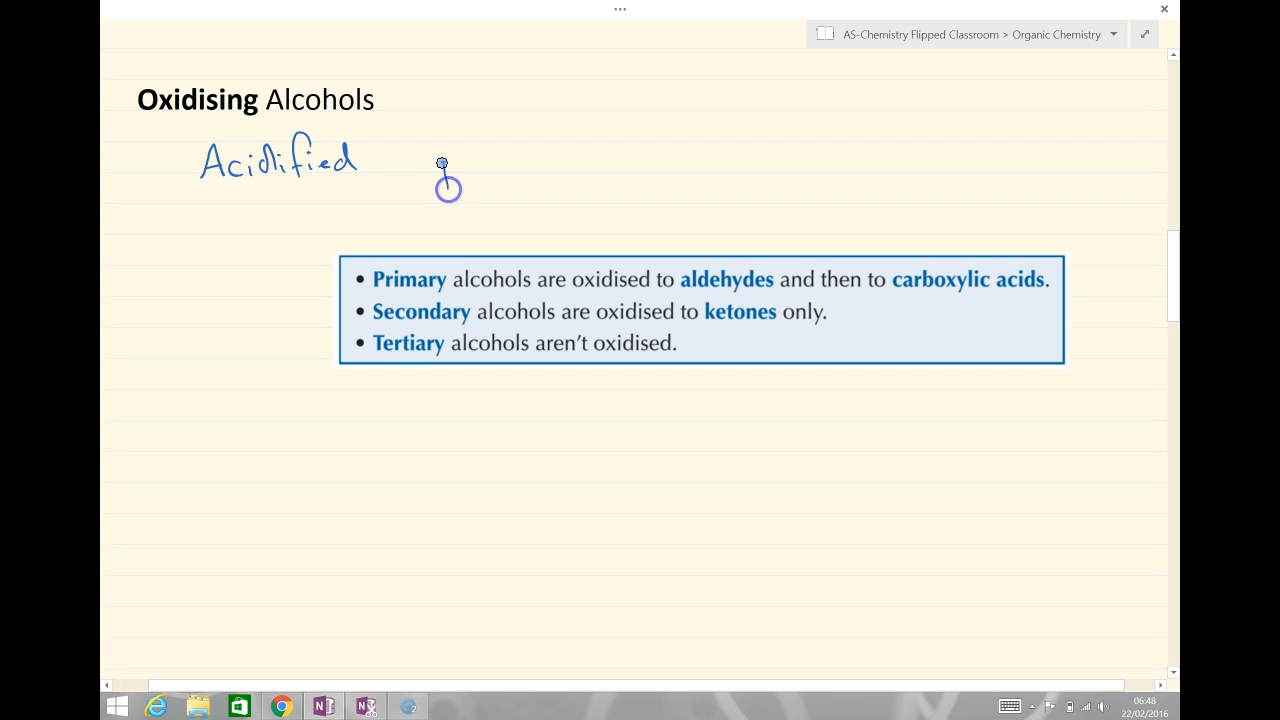 AS-Chemistry Flipped Classroom > Organic Chemistry
Oxidising Alcohols
Acidified
• Primary alcohols are oxidised to aldehydes and then to carboxylic acids.
• Secondary alcohols are oxidised to ketones only.
• Tertiary alcohols aren't oxidised.
06:48
22/02/2016